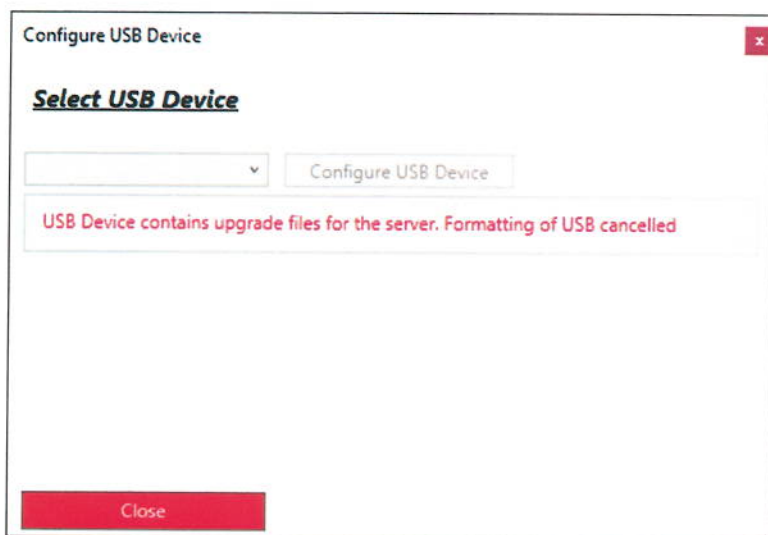 Configure USB Device
x
Select USB Device
Configure USB Device
USB Device contains upgrade files for the server. Formatting of USB cancelled
Close